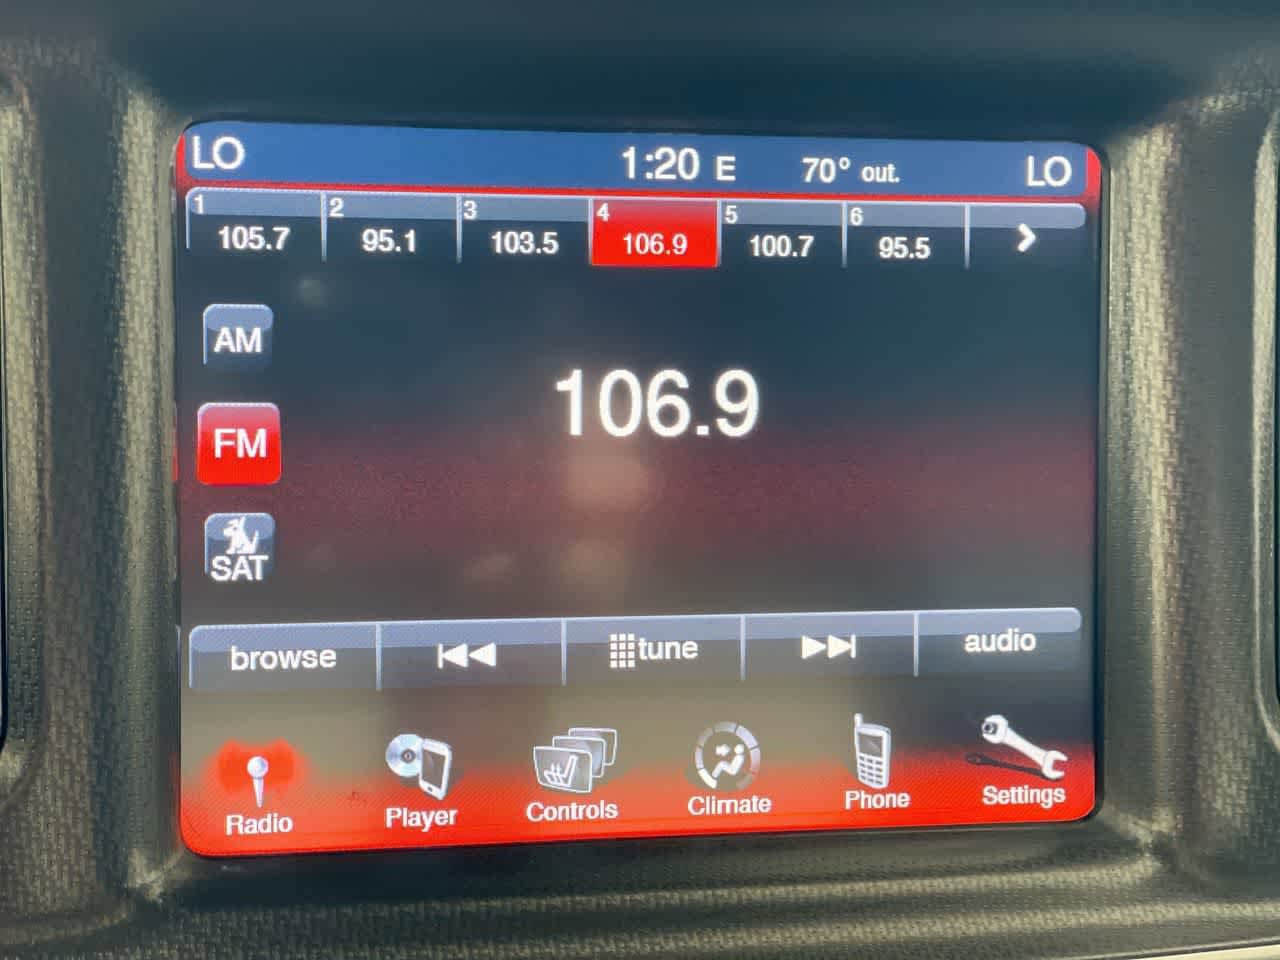 LO 1:20 E 70° out. LO
1 2 3 4 5 6
105.7 95.1 103.5 106.9 100.7 95.5
AM
106.9
FM
SAT
browse tune audio
Radio Player Controls Climate Phone Settings